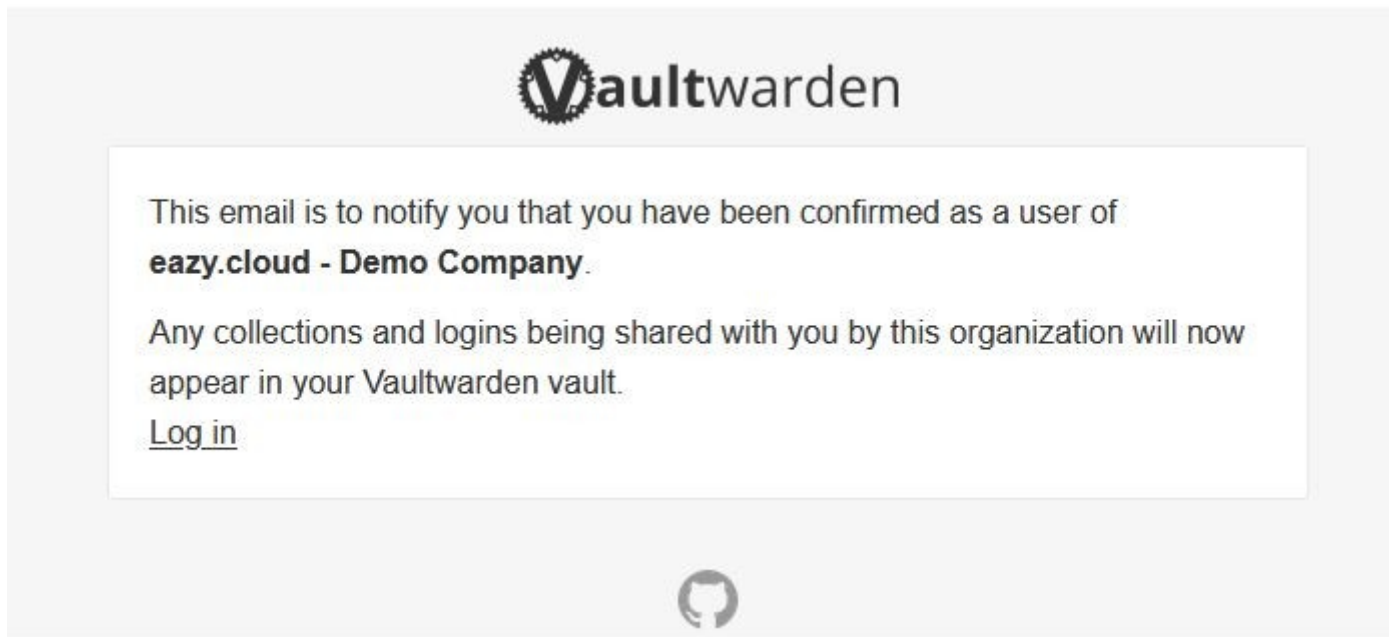 Vaultwarden
This email is to notify you that you have been confirmed as a user of
eazy.cloud - Demo Company.
Any collections and logins being shared with you by this organization will now
appear in your Vaultwarden vault.
Log in